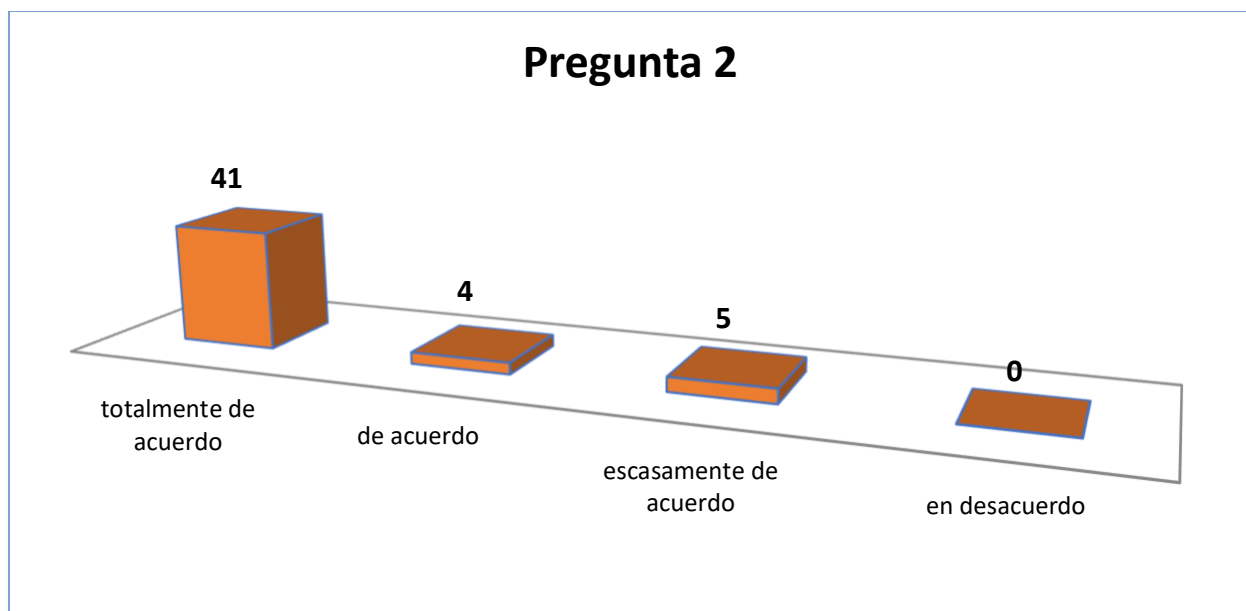 Pregunta 2
41
4
5
0
totalmente de
acuerdo
de acuerdo
escasamente de
acuerdo
en desacuerdo